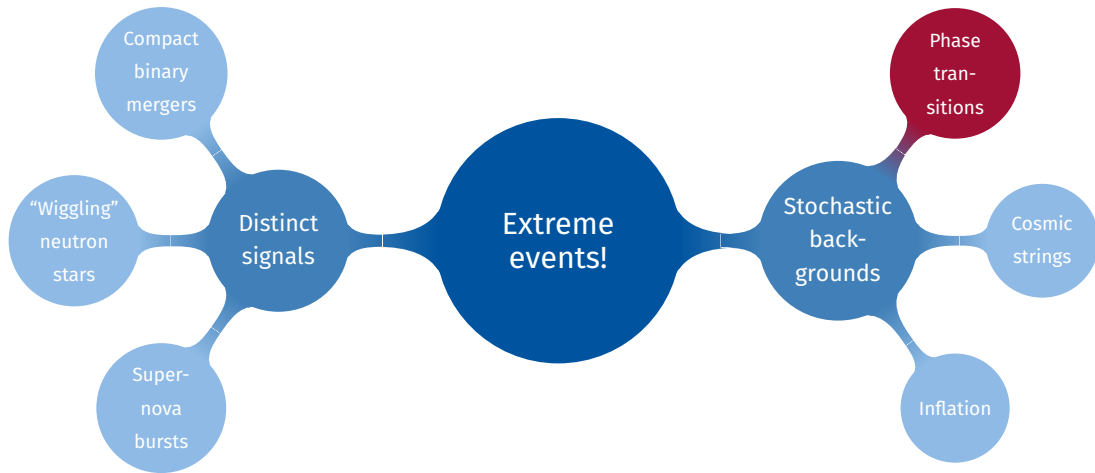 Compact
binary
mergers
“Wiggling”
neutron
stars
Super-
nova
bursts
Distinct
signals
Extreme
events!
Stochastic
back-
grounds
Phase
tran-
sitions
Cosmic
strings
Inflation